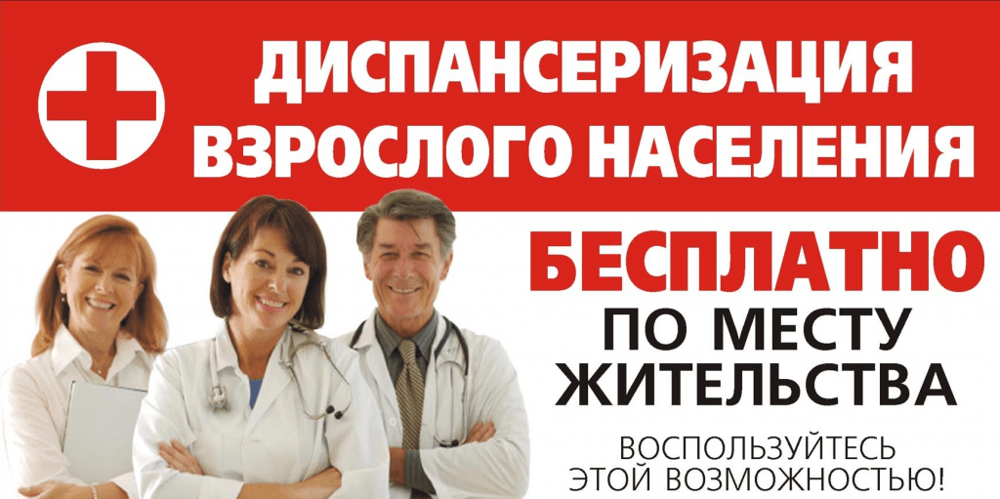 ДИСПАНСЕРИЗАЦИЯ
ВЗРОСЛОГО НАСЕЛЕНИЯ
БЕСПЛАТНО
ПО МЕСТУ
ЖИТЕЛЬСТВА
ВОСПОЛЬЗУЙТЕСЬ
ЭТОЙ ВОЗМОЖНОСТЬЮ!